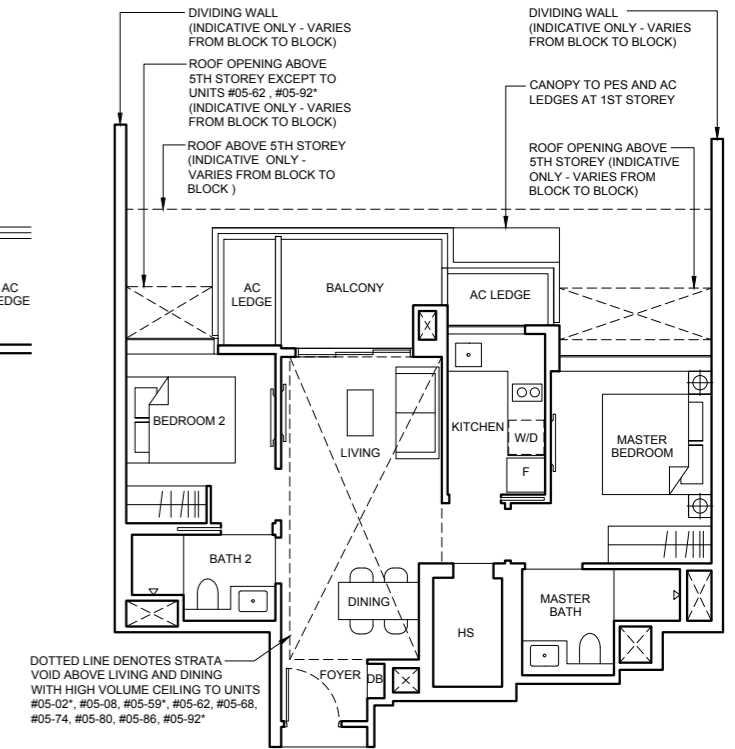 DIVIDING WALL
(INDICATIVE ONLY - VARIES
FROM BLOCK TO BLOCK)
ROOF OPENING ABOVE
5TH STOREY EXCEPT TO
UNITS #05-62 , #05-92*
(INDICATIVE ONLY - VARIES
FROM BLOCK TO BLOCK)
ROOF ABOVE 5TH STOREY
(INDICATIVE ONLY -
VARIES FROM BLOCK TO
BLOCK )
DIVIDING WALL
(INDICATIVE ONLY - VARIES
FROM BLOCK TO BLOCK)
CANOPY TO PES AND AC
LEDGES AT 1ST STOREY
ROOF OPENING ABOVE
5TH STOREY (INDICATIVE
ONLY - VARIES FROM
BLOCK TO BLOCK)
AC
EDGE
AC
LEDGE
BALCONY
AC LEDGE
X
BEDROOM 2
LIVING
KITCHEN
W/D
F
MASTER
BEDROOM
BATH 2
DINING
HS
MASTER
BATH
FOYER
DB
DOTTED LINE DENOTES STRATA
VOID ABOVE LIVING AND DINING
WITH HIGH VOLUME CEILING TO UNITS
#05-02*, #05-08, #05-59*, #05-62, #05-68,
#05-74, #05-80, #05-86, #05-92*